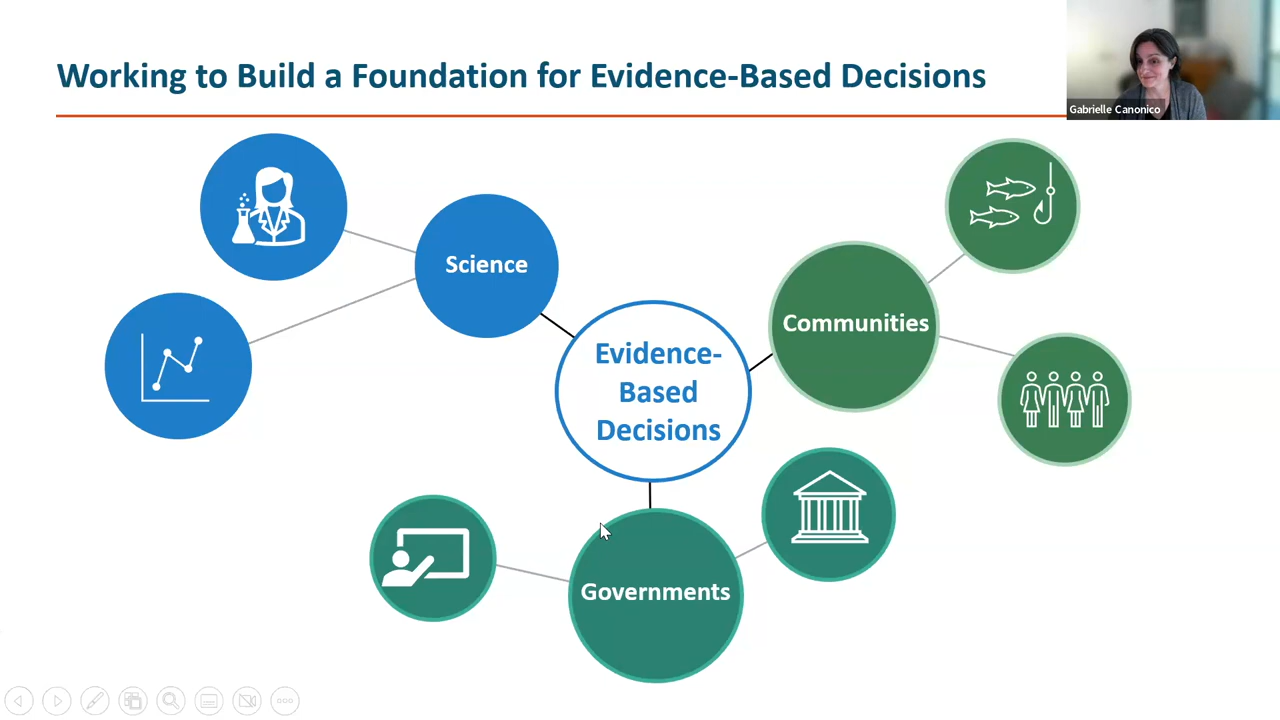 Working to Build a Foundation for Evidence-Based Decisions
Gabrielle Canonico
Science
Communities
Evidence-
Based
Decisions
Governments